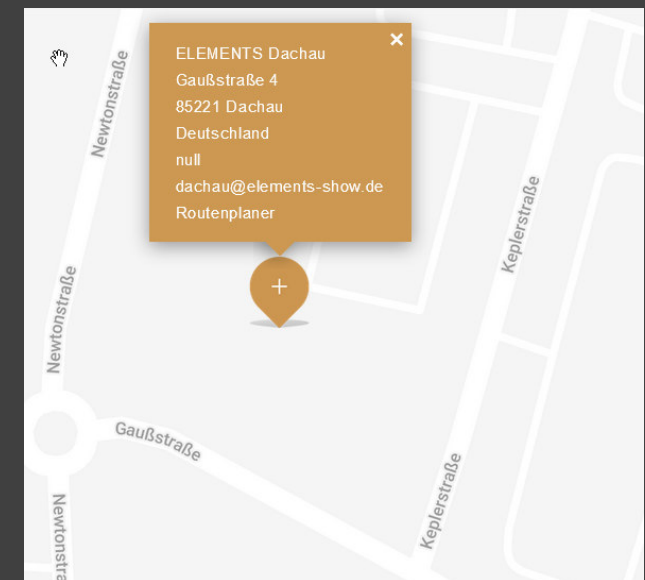 ELEMENTS Dachau
Gaußstraße 4
85221 Dachau
Deutschland
null
dachau@elements-show.de
Routenplaner
Newtonstraße
Keplerstraße
Newtonstraße
Gaußstraße
Keplerstraße
Newtonstra